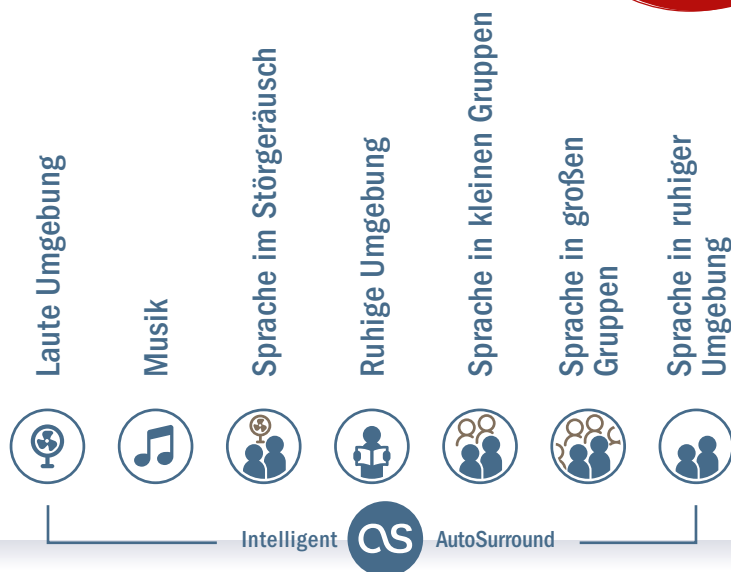 Laute Umgebung
Musik
Sprache im Störgeräusch
Ruhige Umgebung
Sprache in kleinen Gruppen
Sprache in großen
Gruppen
Sprache in ruhiger
Umgebung
Intelligent AS AutoSurround